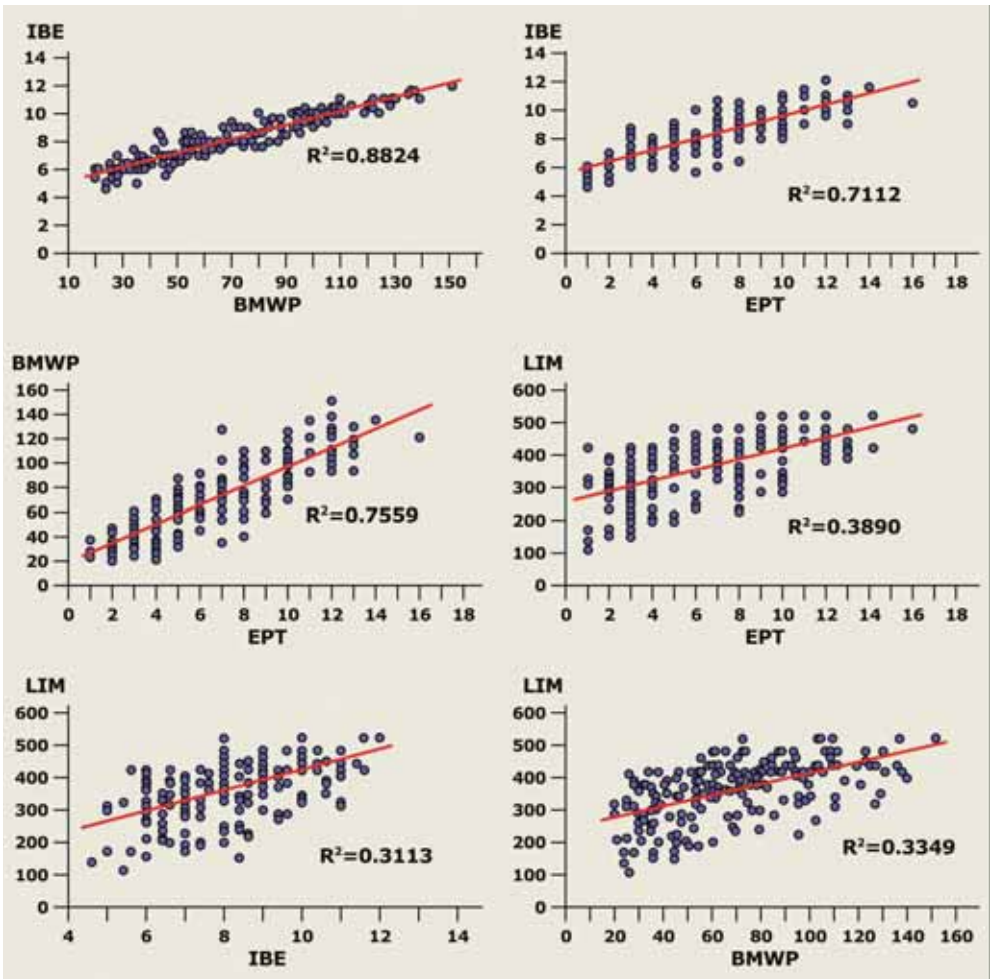 IBE
14
12
10
8
6
4
2
0
R²=0.8824
10 30 50 70 90 110 130 150
BMWP
IBE
14
12
10
8
6
4
2
0
R²=0.7112
0 2 4 6 8 10 12 14 16 18
EPT
BMWP
160
140
120
100
80
60
40
20
0
R²=0.7559
0 2 4 6 8 10 12 14 16 18
EPT
LIM
600
500
400
300
200
100
0
R²=0.3890
0 2 4 6 8 10 12 14 16 18
EPT
LIM
600
500
400
300
200
100
0
R²=0.3113
4 6 8 10 12 14
IBE
LIM
600
500
400
300
200
100
0
R²=0.3349
0 20 40 60 80 100 120 140 160
BMWP